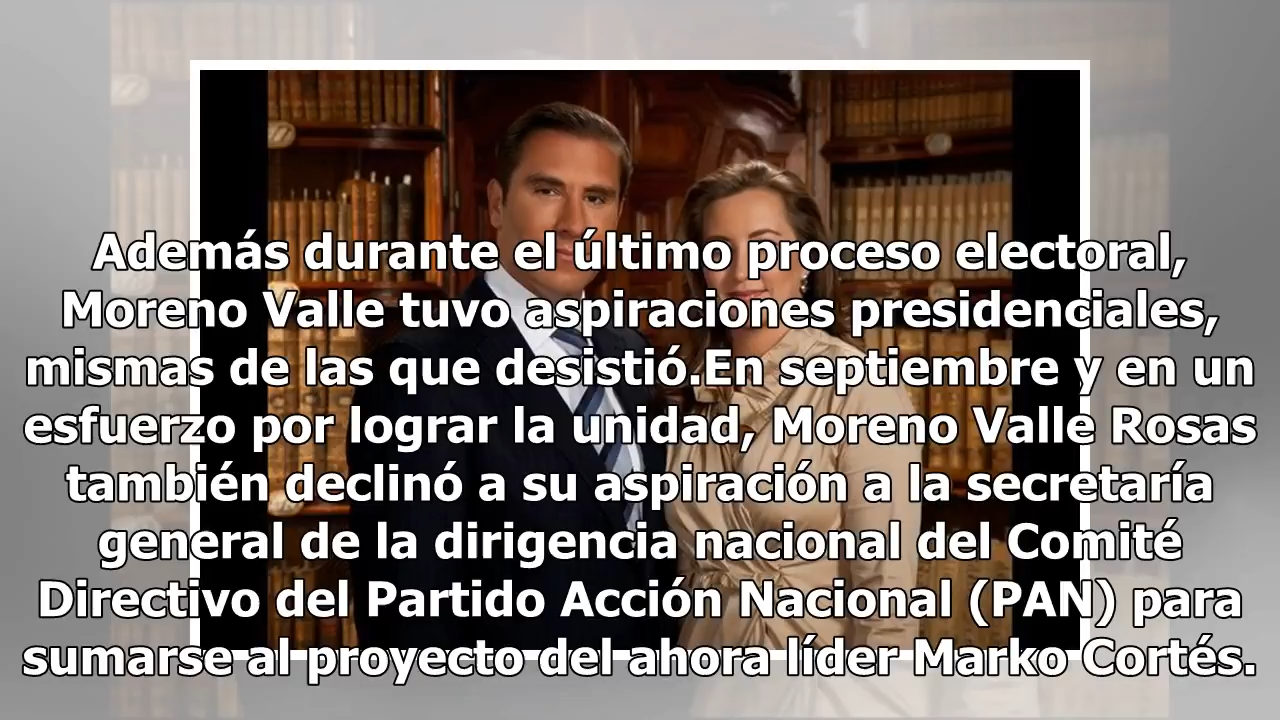 Además durante el último proceso electoral,
Moreno Valle tuvo aspiraciones presidenciales,
mismas de las que desistió.En septiembre y en un
esfuerzo por lograr la unidad, Moreno Valle Rosas
también declinó a su aspiración a la secretaría
general de la dirigencia nacional del Comité
Directivo del Partido Acción Nacional (PAN) para
sumarse al proyecto del ahora líder Marko Cortés.